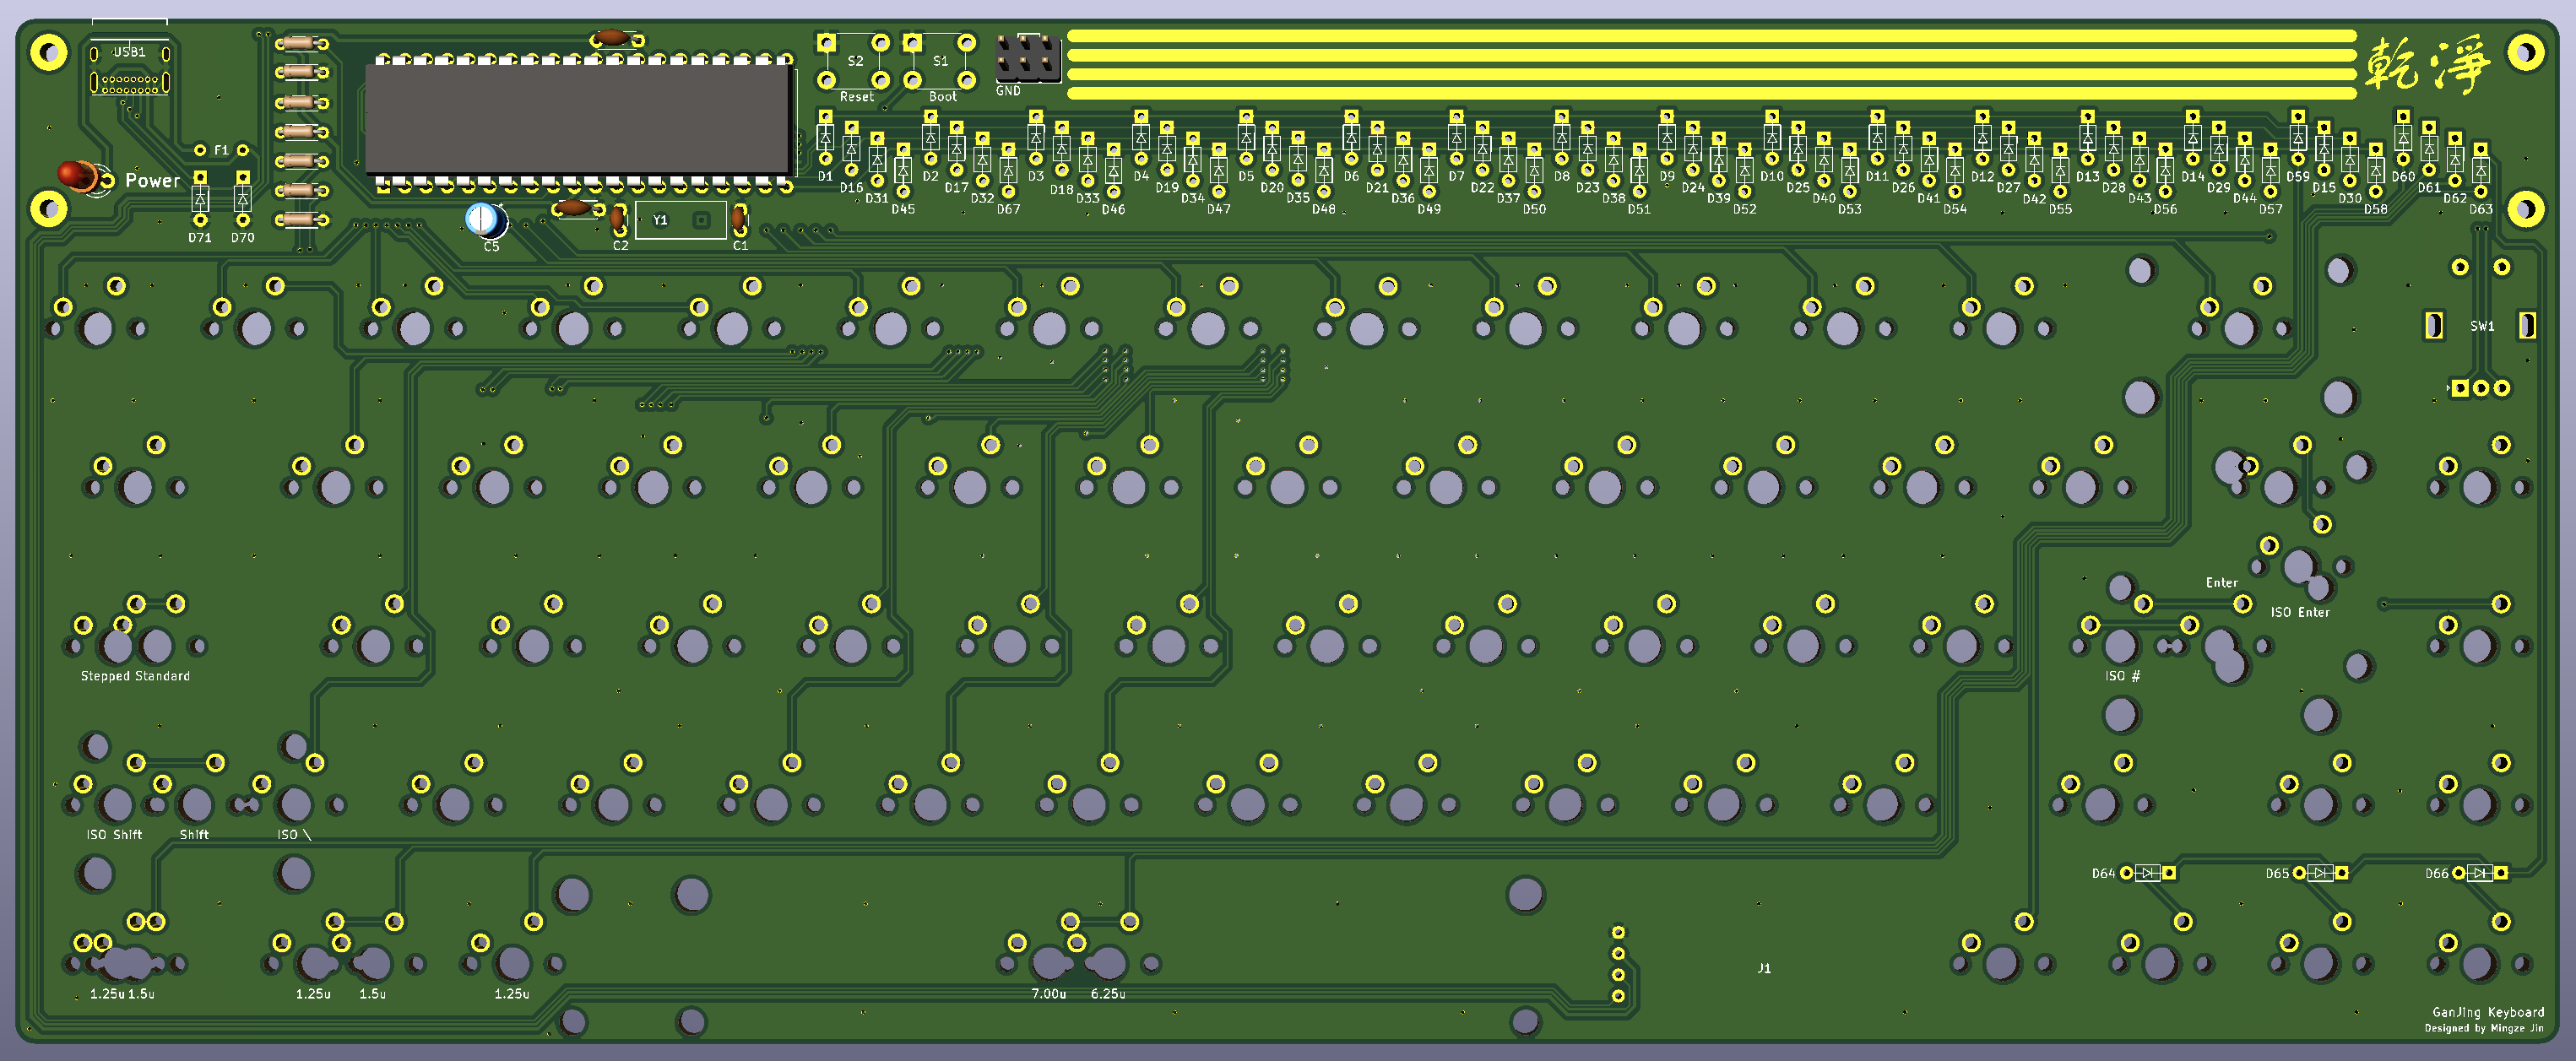 USB1
S2
S1
Reset
Boot
GND
乾淨
F1
Power
D71
D70
C5
C2
Y1
C1
D1
D16
D31
D45
D2
D17
D32
D67
D3
D18
D33
D46
D4
D19
D34
D47
D5
D20
D35
D48
D6
D21
D36
D49
D7
D22
D37
D50
D8
D23
D38
D51
D9
D24
D39
D52
D10
D25
D40
D53
D11
D26
D41
D54
D12
D27
D42
D55
D13
D28
D43
D56
D14
D29
D44
D57
D59
D15
D30
D58
D60
D61
D62
D63
SW1
Enter
ISO Enter
Stepped Standard
ISO #
ISO Shift
Shift
ISO \
D64
D65
D66
1.25u 1.5u
1.25u
1.5u
1.25u
7.00u
6.25u
J1
GanJing Keyboard
Designed by Mingze Jin